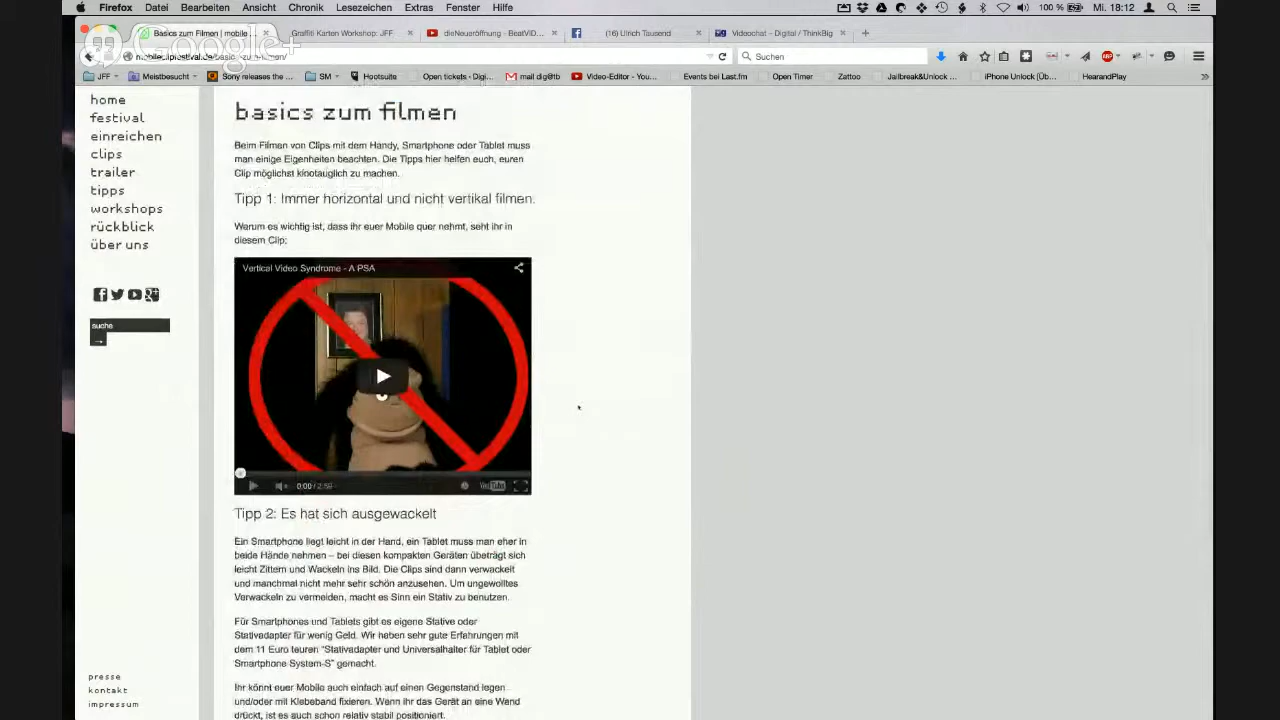 Firefox Datei Bearbeiten Ansicht Chronik Lesezeichen Extras Fenster Hilfe 100 % Mi. 18:12
Basics zum Filmen | mobile Graffiti Karten Workshop: JFF dieNeueröffnung - BeatVID... (16) Ulrich Tausend Videochat – Digital / ThinkBig
Google+
mobileclipfestival.de/basics-zum-filmen/ Suchen
JFF Meistbesucht Sony releases the ... SM Hootsuite Open tickets - Digi... mail dig@tb Video-Editor - You... Events bei Last.fm Open Timer Zattoo Jailbreak&Unlock ... iPhone Unlock [Üb... HearandPlay
home
festival
einreichen
clips
trailer
tipps
workshops
rückblick
über uns
suche
presse
kontakt
impressum
basics zum filmen
Beim Filmen von Clips mit dem Handy, Smartphone oder Tablet muss
man einige Eigenheiten beachten. Die Tipps hier helfen euch, euren
Clip möglichst kinotauglich zu machen.
Tipp 1: Immer horizontal und nicht vertikal filmen.
Warum es wichtig ist, dass ihr euer Mobile quer nehmt, seht ihr in
diesem Clip:
Vertical Video Syndrome - A PSA
0:00 / 2:59 YouTube
Tipp 2: Es hat sich ausgewackelt
Ein Smartphone liegt leicht in der Hand, ein Tablet muss man eher in
beide Hände nehmen – bei diesen kompakten Geräten überträgt sich
leicht Zittern und Wackeln ins Bild. Die Clips sind dann verwackelt
und manchmal nicht mehr sehr schön anzusehen. Um ungewolltes
Verwackeln zu vermeiden, macht es Sinn ein Stativ zu benutzen.
Für Smartphones und Tablets gibt es eigene Stative oder
Stativadapter für wenig Geld. Wir haben sehr gute Erfahrungen mit
dem 11 Euro teuren "Stativadapter und Universalhalter für Tablet oder
Smartphone System-S" gemacht.
Ihr könnt euer Mobile auch einfach auf einen Gegenstand legen
und/oder mit Klebeband fixieren. Wenn ihr das Gerät an eine Wand
drückt, ist es auch schon relativ stabil positioniert.